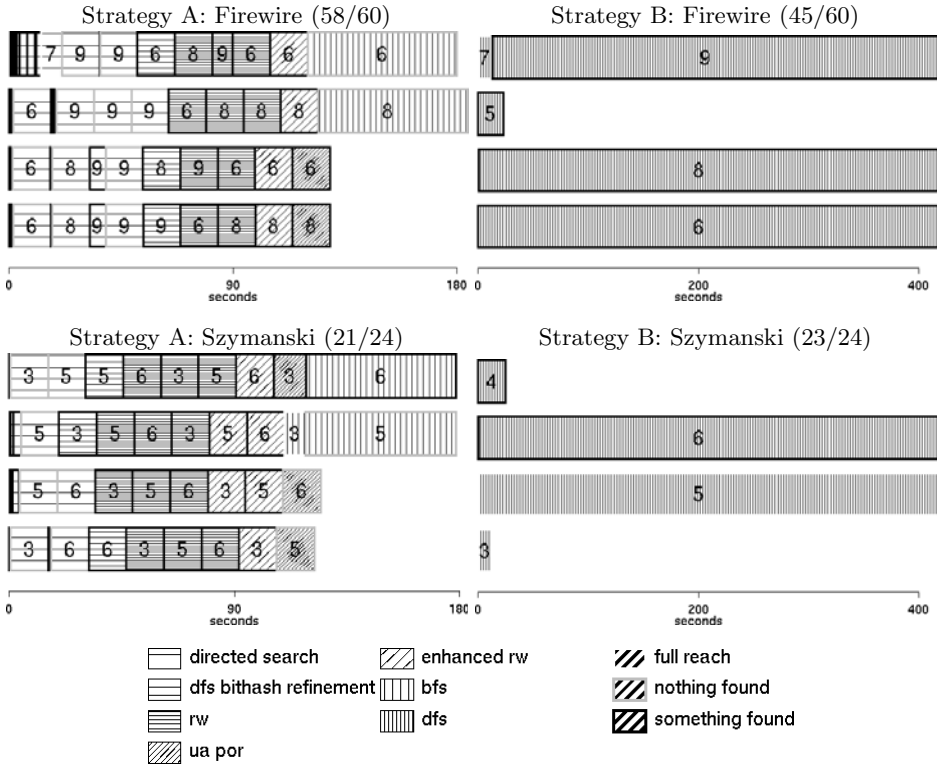 Strategy A: Firewire (58/60)
7 9 9 6 8 9 6 6 6
6 9 9 9 6 8 8 8 8
6 8 9 9 8 9 6 6 6
6 8 9 9 9 6 8 8 8
0 90 180
seconds
Strategy B: Firewire (45/60)
7 9
5
8
6
0 200 400
seconds
Strategy A: Szymanski (21/24)
3 5 5 6 3 5 6 3 6
5 3 5 6 3 5 6 3 5
5 6 3 5 6 3 5 6
3 6 6 3 5 6 3 5
0 90 180
seconds
Strategy B: Szymanski (23/24)
4
6
5
3
0 200 400
seconds
directed search
dfs bithash refinement
rw
ua por
enhanced rw
bfs
dfs
full reach
nothing found
something found